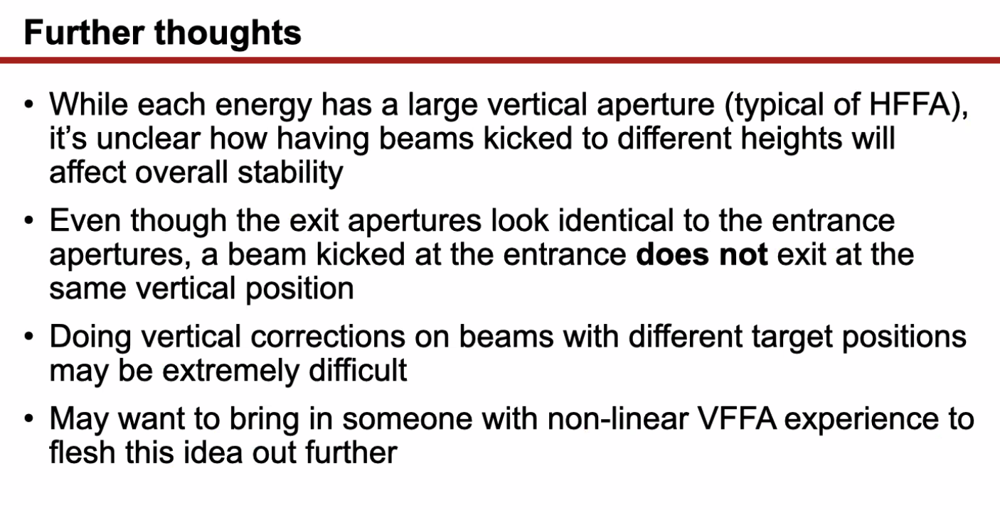 Further thoughts
• While each energy has a large vertical aperture (typical of HFFA),
it’s unclear how having beams kicked to different heights will
affect overall stability
• Even though the exit apertures look identical to the entrance
apertures, a beam kicked at the entrance does not exit at the
same vertical position
• Doing vertical corrections on beams with different target positions
may be extremely difficult
• May want to bring in someone with non-linear VFFA experience to
flesh this idea out further